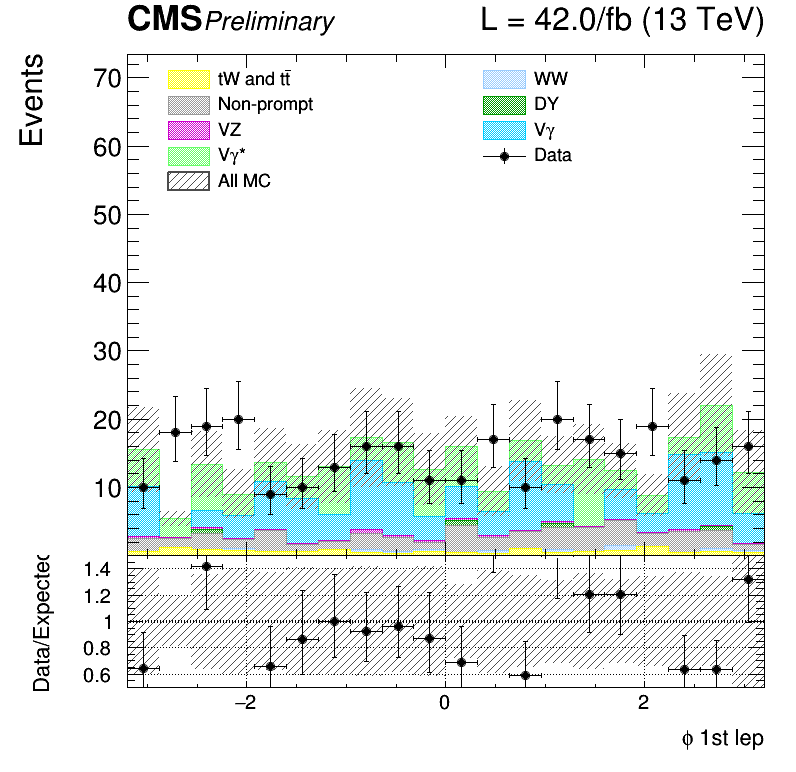 CMS Preliminary L = 42.0/fb (13 TeV)
Events
70
60
50
40
30
20
10
tW and tt̄
Non-prompt
VZ
Vγ*
All MC
WW
DY
Vγ
Data
Data/Expected
1.4
1.2
1
0.8
0.6
−2 0 2
ϕ 1st lep